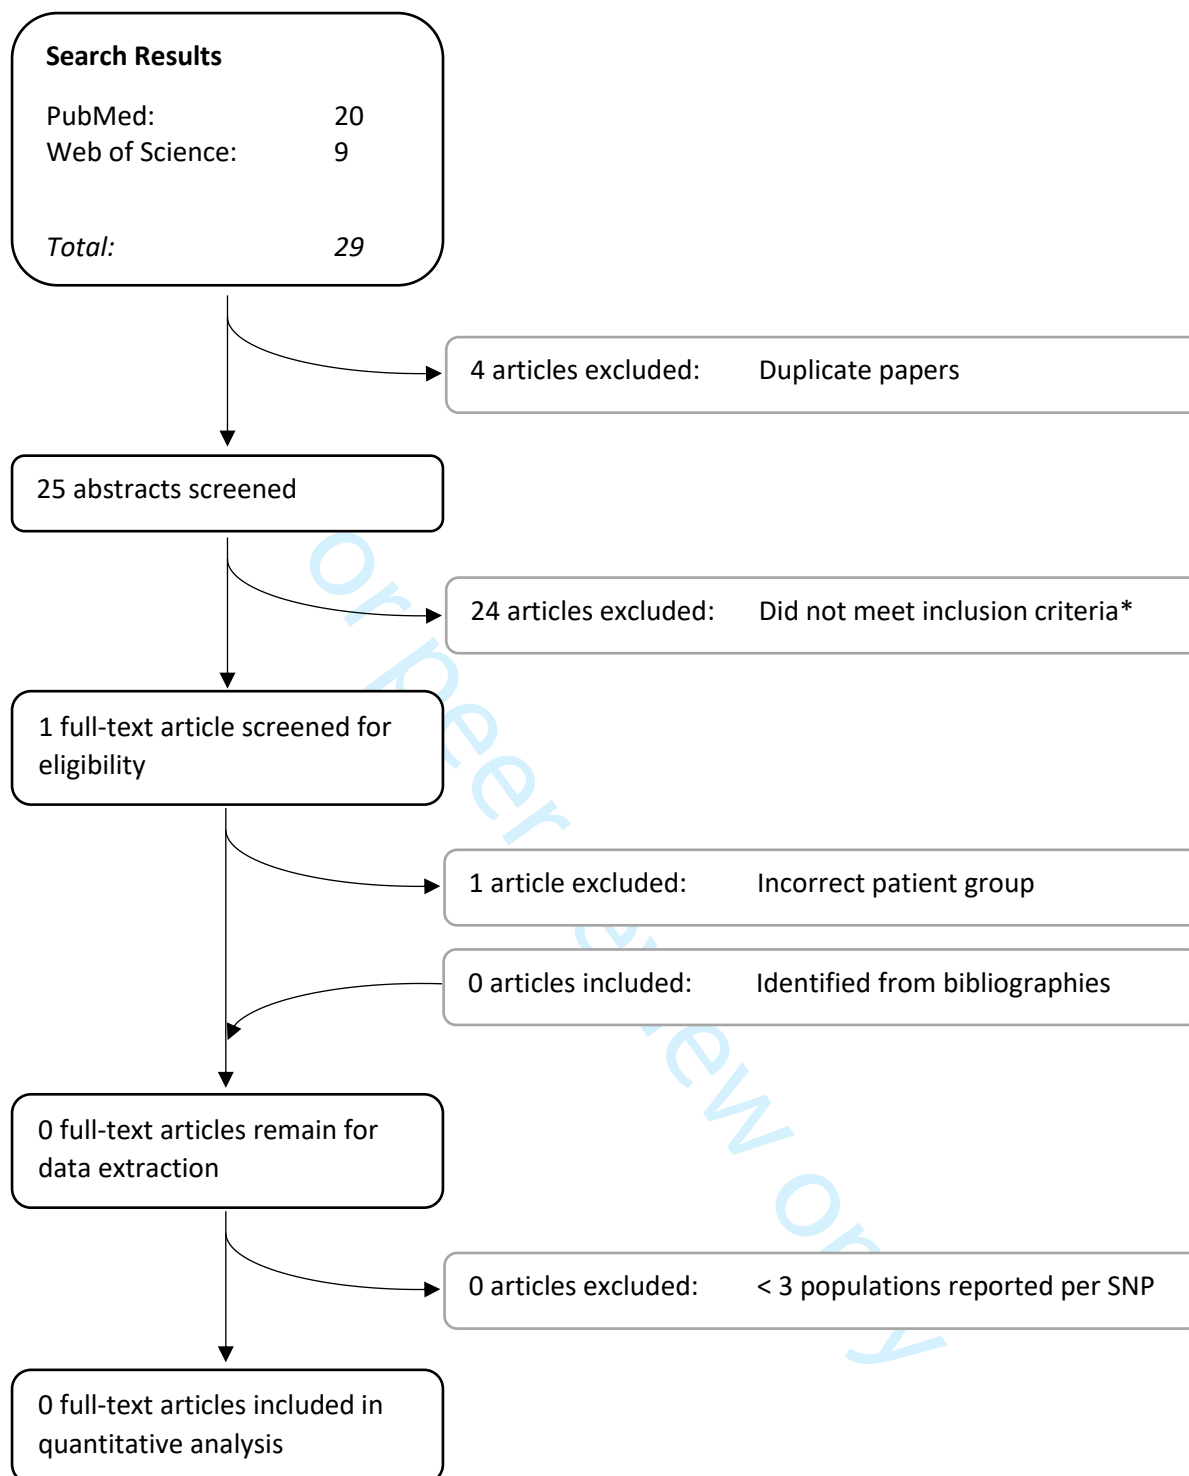 Search Results
PubMed: 20
Web of Science: 9
Total: 29
4 articles excluded: Duplicate papers
25 abstracts screened
24 articles excluded: Did not meet inclusion criteria*
1 full-text article screened for
eligibility
1 article excluded: Incorrect patient group
0 articles included: Identified from bibliographies
0 full-text articles remain for
data extraction
0 articles excluded: < 3 populations reported per SNP
0 full-text articles included in
quantitative analysis
or peer